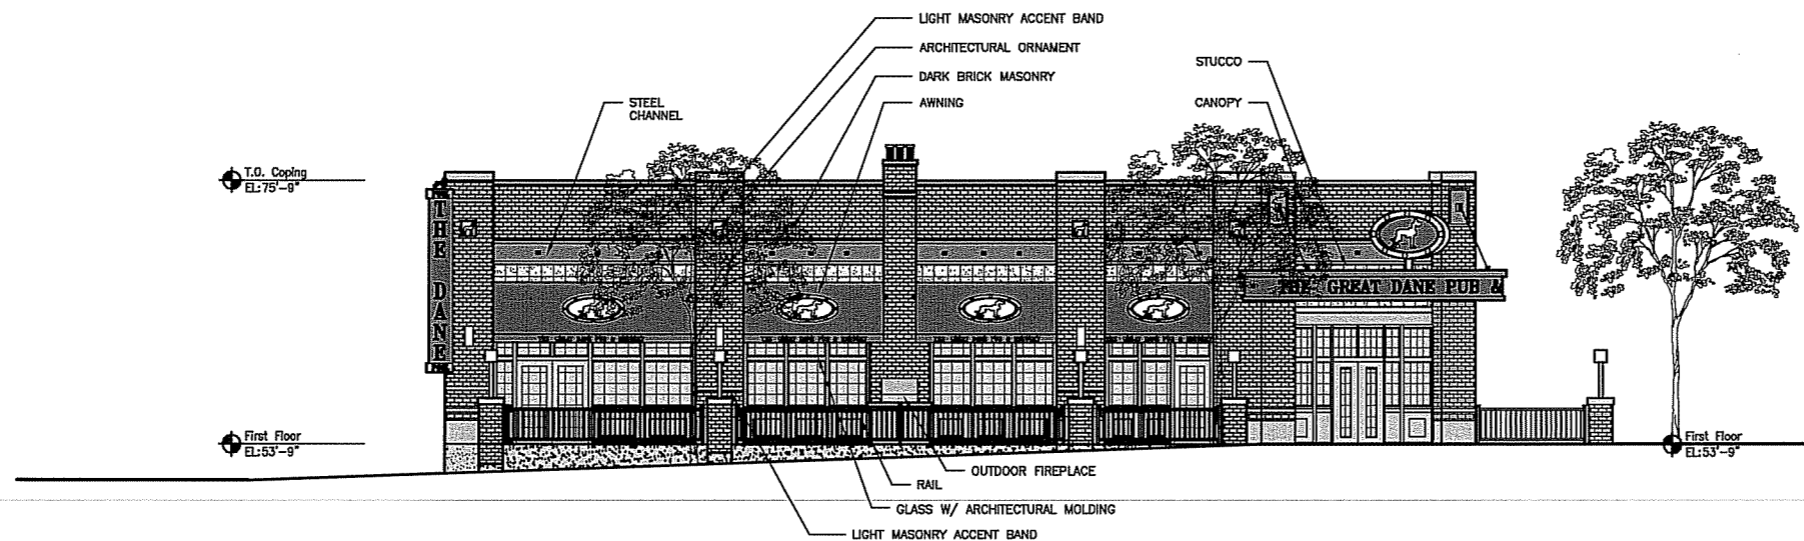 LIGHT MASONRY ACCENT BAND
ARCHITECTURAL ORNAMENT
DARK BRICK MASONRY
AWNING
STEEL
CHANNEL
STUCCO
CANOPY
T.O. Coping
EL:75'-9"
THE DANE
THE GREAT DANE PUB &
First Floor
EL:53'-9"
First Floor
EL:53'-9"
OUTDOOR FIREPLACE
RAIL
GLASS W/ ARCHITECTURAL MOLDING
LIGHT MASONRY ACCENT BAND